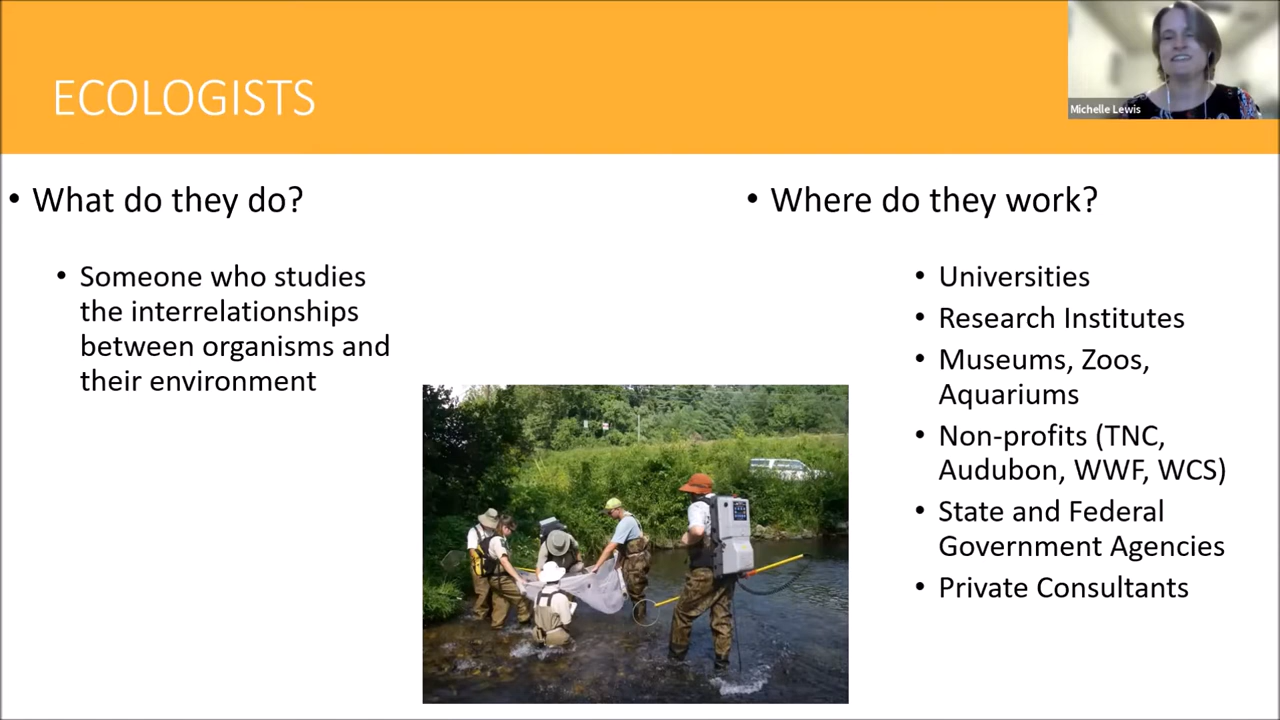 ECOLOGISTS
Michelle Lewis
• What do they do?
• Someone who studies
the interrelationships
between organisms and
their environment
• Where do they work?
• Universities
• Research Institutes
• Museums, Zoos,
Aquariums
• Non-profits (TNC,
Audubon, WWF, WCS)
• State and Federal
Government Agencies
• Private Consultants